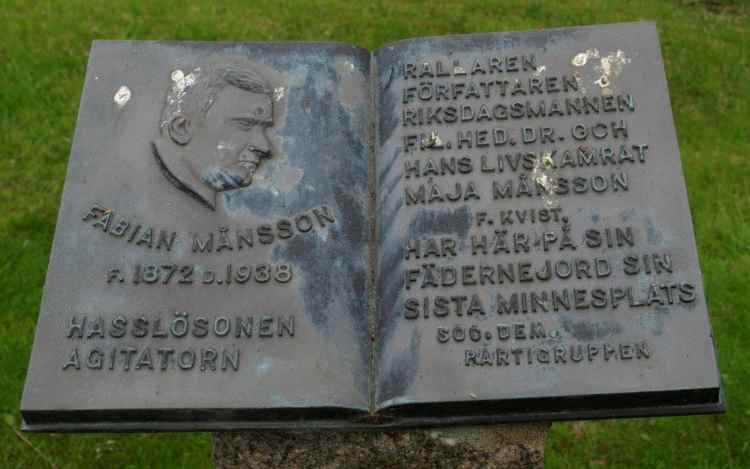 FABIAN MÅNSSON
F. 1872 D. 1938
HASSLÖSONEN
AGITATORN
RALLAREN
FÖRFATTAREN
RIKSDAGSMANNEN
FIL. HED. DR. OCH
HANS LIVSKAMRAT
MAJA MÅNSSON
F. KVIST.
HAR HÄR PÅ SIN
FÄDERNEJORD SIN
SISTA MINNESPLATS
SOC. DEM.
PARTIGRUPPEN